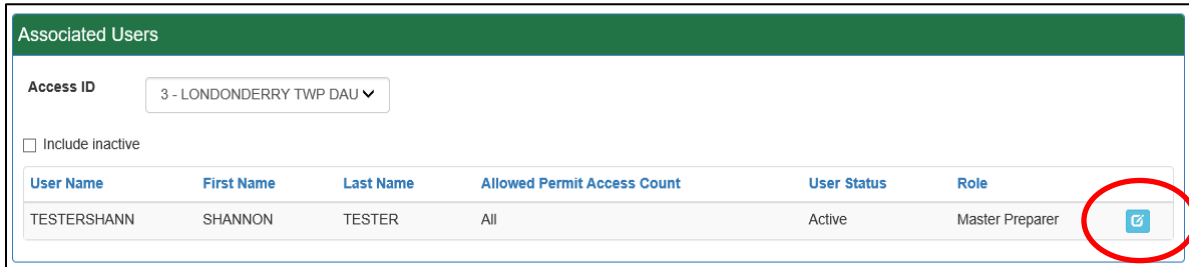 Associated Users
Access ID
3 - LONDONDERRY TWP DAU
Include inactive
User Name First Name Last Name Allowed Permit Access Count User Status Role
TESTERSHANN SHANNON TESTER All Active Master Preparer